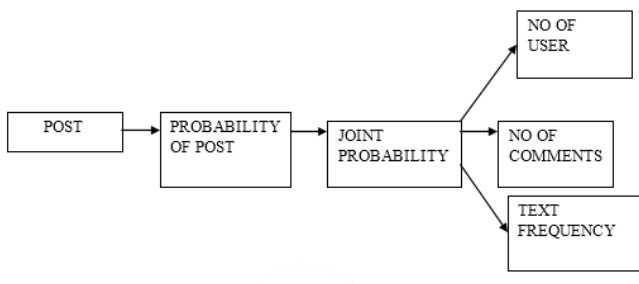 NO OF
USER
POST
PROBABILITY
OF POST
JOINT
PROBABILITY
NO OF
COMMENTS
TEXT
FREQUENCY